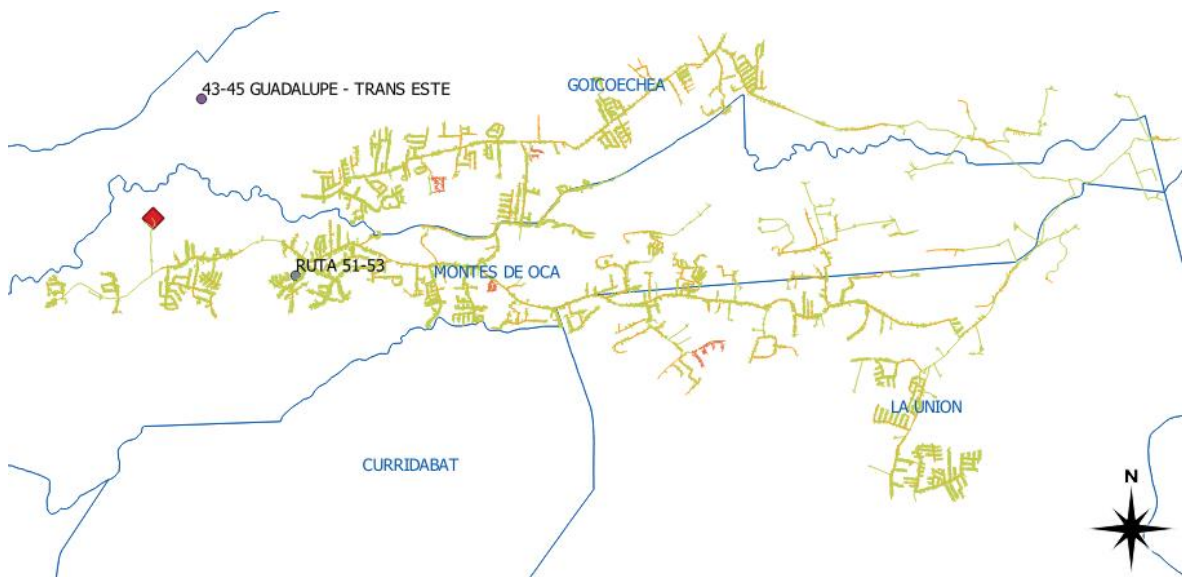 GOICOECHEA
43-45 GUADALUPE - TRANS ESTE
RUTA 51-53
MONTES DE OCA
LA UNION
CURRIDABAT
N